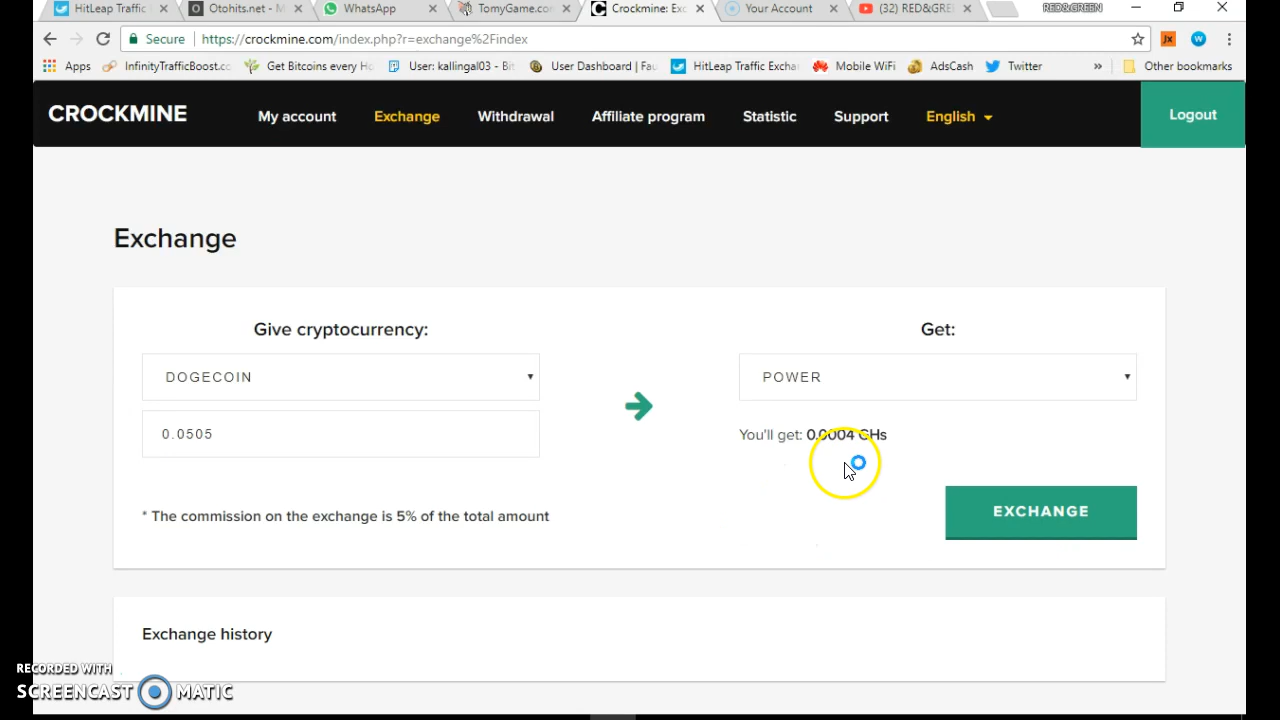 HitLeap Traffic
Otohits.net - M
WhatsApp
TomyGame.com
Crockmine: Exc
Your Account
(32) RED&GREE
RED&GREEN
Secure
https://crockmine.com/index.php?r=exchange%2Findex
Apps
InfinityTrafficBoost.cc
Get Bitcoins every Ho
User: kallingal03 - Bit
User Dashboard | Fau
HitLeap Traffic Excha
Mobile WiFi
AdsCash
Twitter
»
Other bookmarks
CROCKMINE
My account
Exchange
Withdrawal
Affiliate program
Statistic
Support
English
Logout
Exchange
Give cryptocurrency:
Get:
DOGECOIN
POWER
0.0505
You'll get: 0.0004 GHs
* The commission on the exchange is 5% of the total amount
EXCHANGE
Exchange history
RECORDED WITH
SCREENCAST MATIC